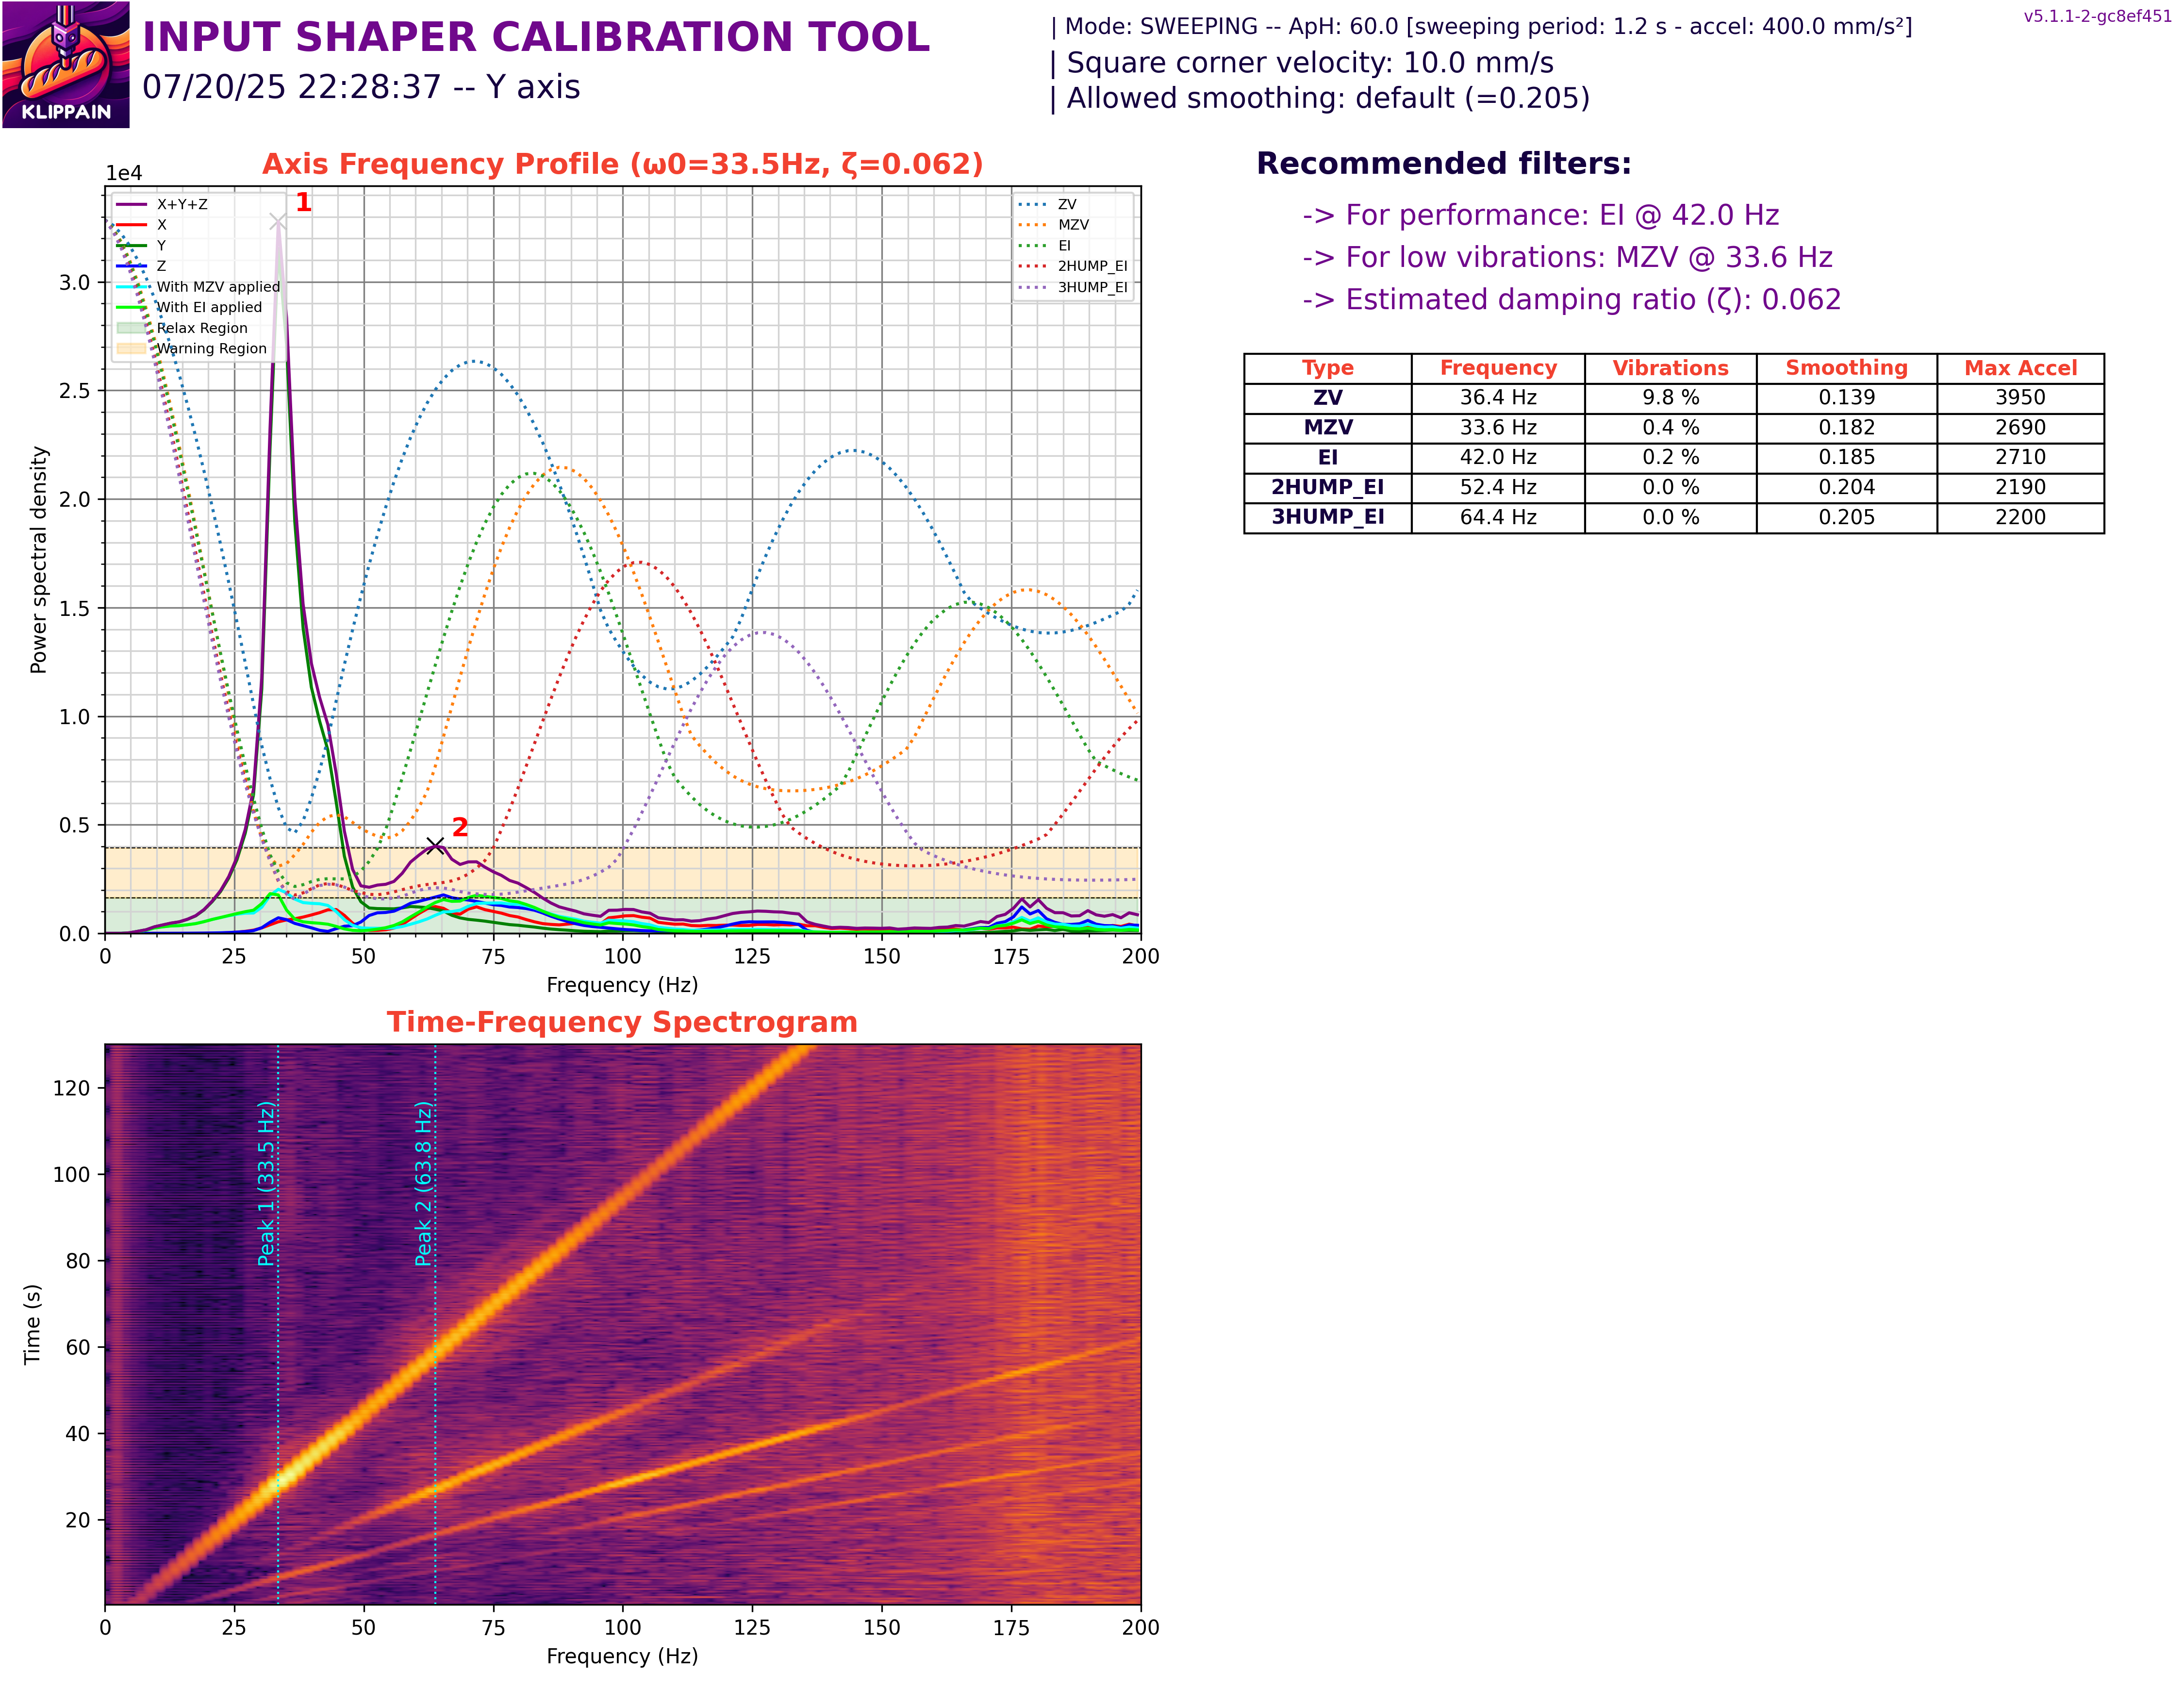 KLIPPAIN
INPUT SHAPER CALIBRATION TOOL
07/20/25 22:28:37 -- Y axis
| Mode: SWEEPING -- ApH: 60.0 [sweeping period: 1.2 s - accel: 400.0 mm/s²]
| Square corner velocity: 10.0 mm/s
| Allowed smoothing: default (=0.205)
v5.1.1-2-gc8ef451
Axis Frequency Profile (ω0=33.5Hz, ζ=0.062)
1e4
X+Y+Z
X
Y
Z
With MZV applied
With EI applied
Relax Region
Warning Region
1
2
ZV
MZV
EI
2HUMP_EI
3HUMP_EI
Power spectral density
3.0
2.5
2.0
1.5
1.0
0.5
0.0
0 25 50 75 100 125 150 175 200
Frequency (Hz)
Recommended filters:
-> For performance: EI @ 42.0 Hz
-> For low vibrations: MZV @ 33.6 Hz
-> Estimated damping ratio (ζ): 0.062
Type Frequency Vibrations Smoothing Max Accel
ZV 36.4 Hz 9.8 % 0.139 3950
MZV 33.6 Hz 0.4 % 0.182 2690
EI 42.0 Hz 0.2 % 0.185 2710
2HUMP_EI 52.4 Hz 0.0 % 0.204 2190
3HUMP_EI 64.4 Hz 0.0 % 0.205 2200
Time-Frequency Spectrogram
Time (s)
120
100
80
60
40
20
Peak 1 (33.5 Hz)
Peak 2 (63.8 Hz)
0 25 50 75 100 125 150 175 200
Frequency (Hz)